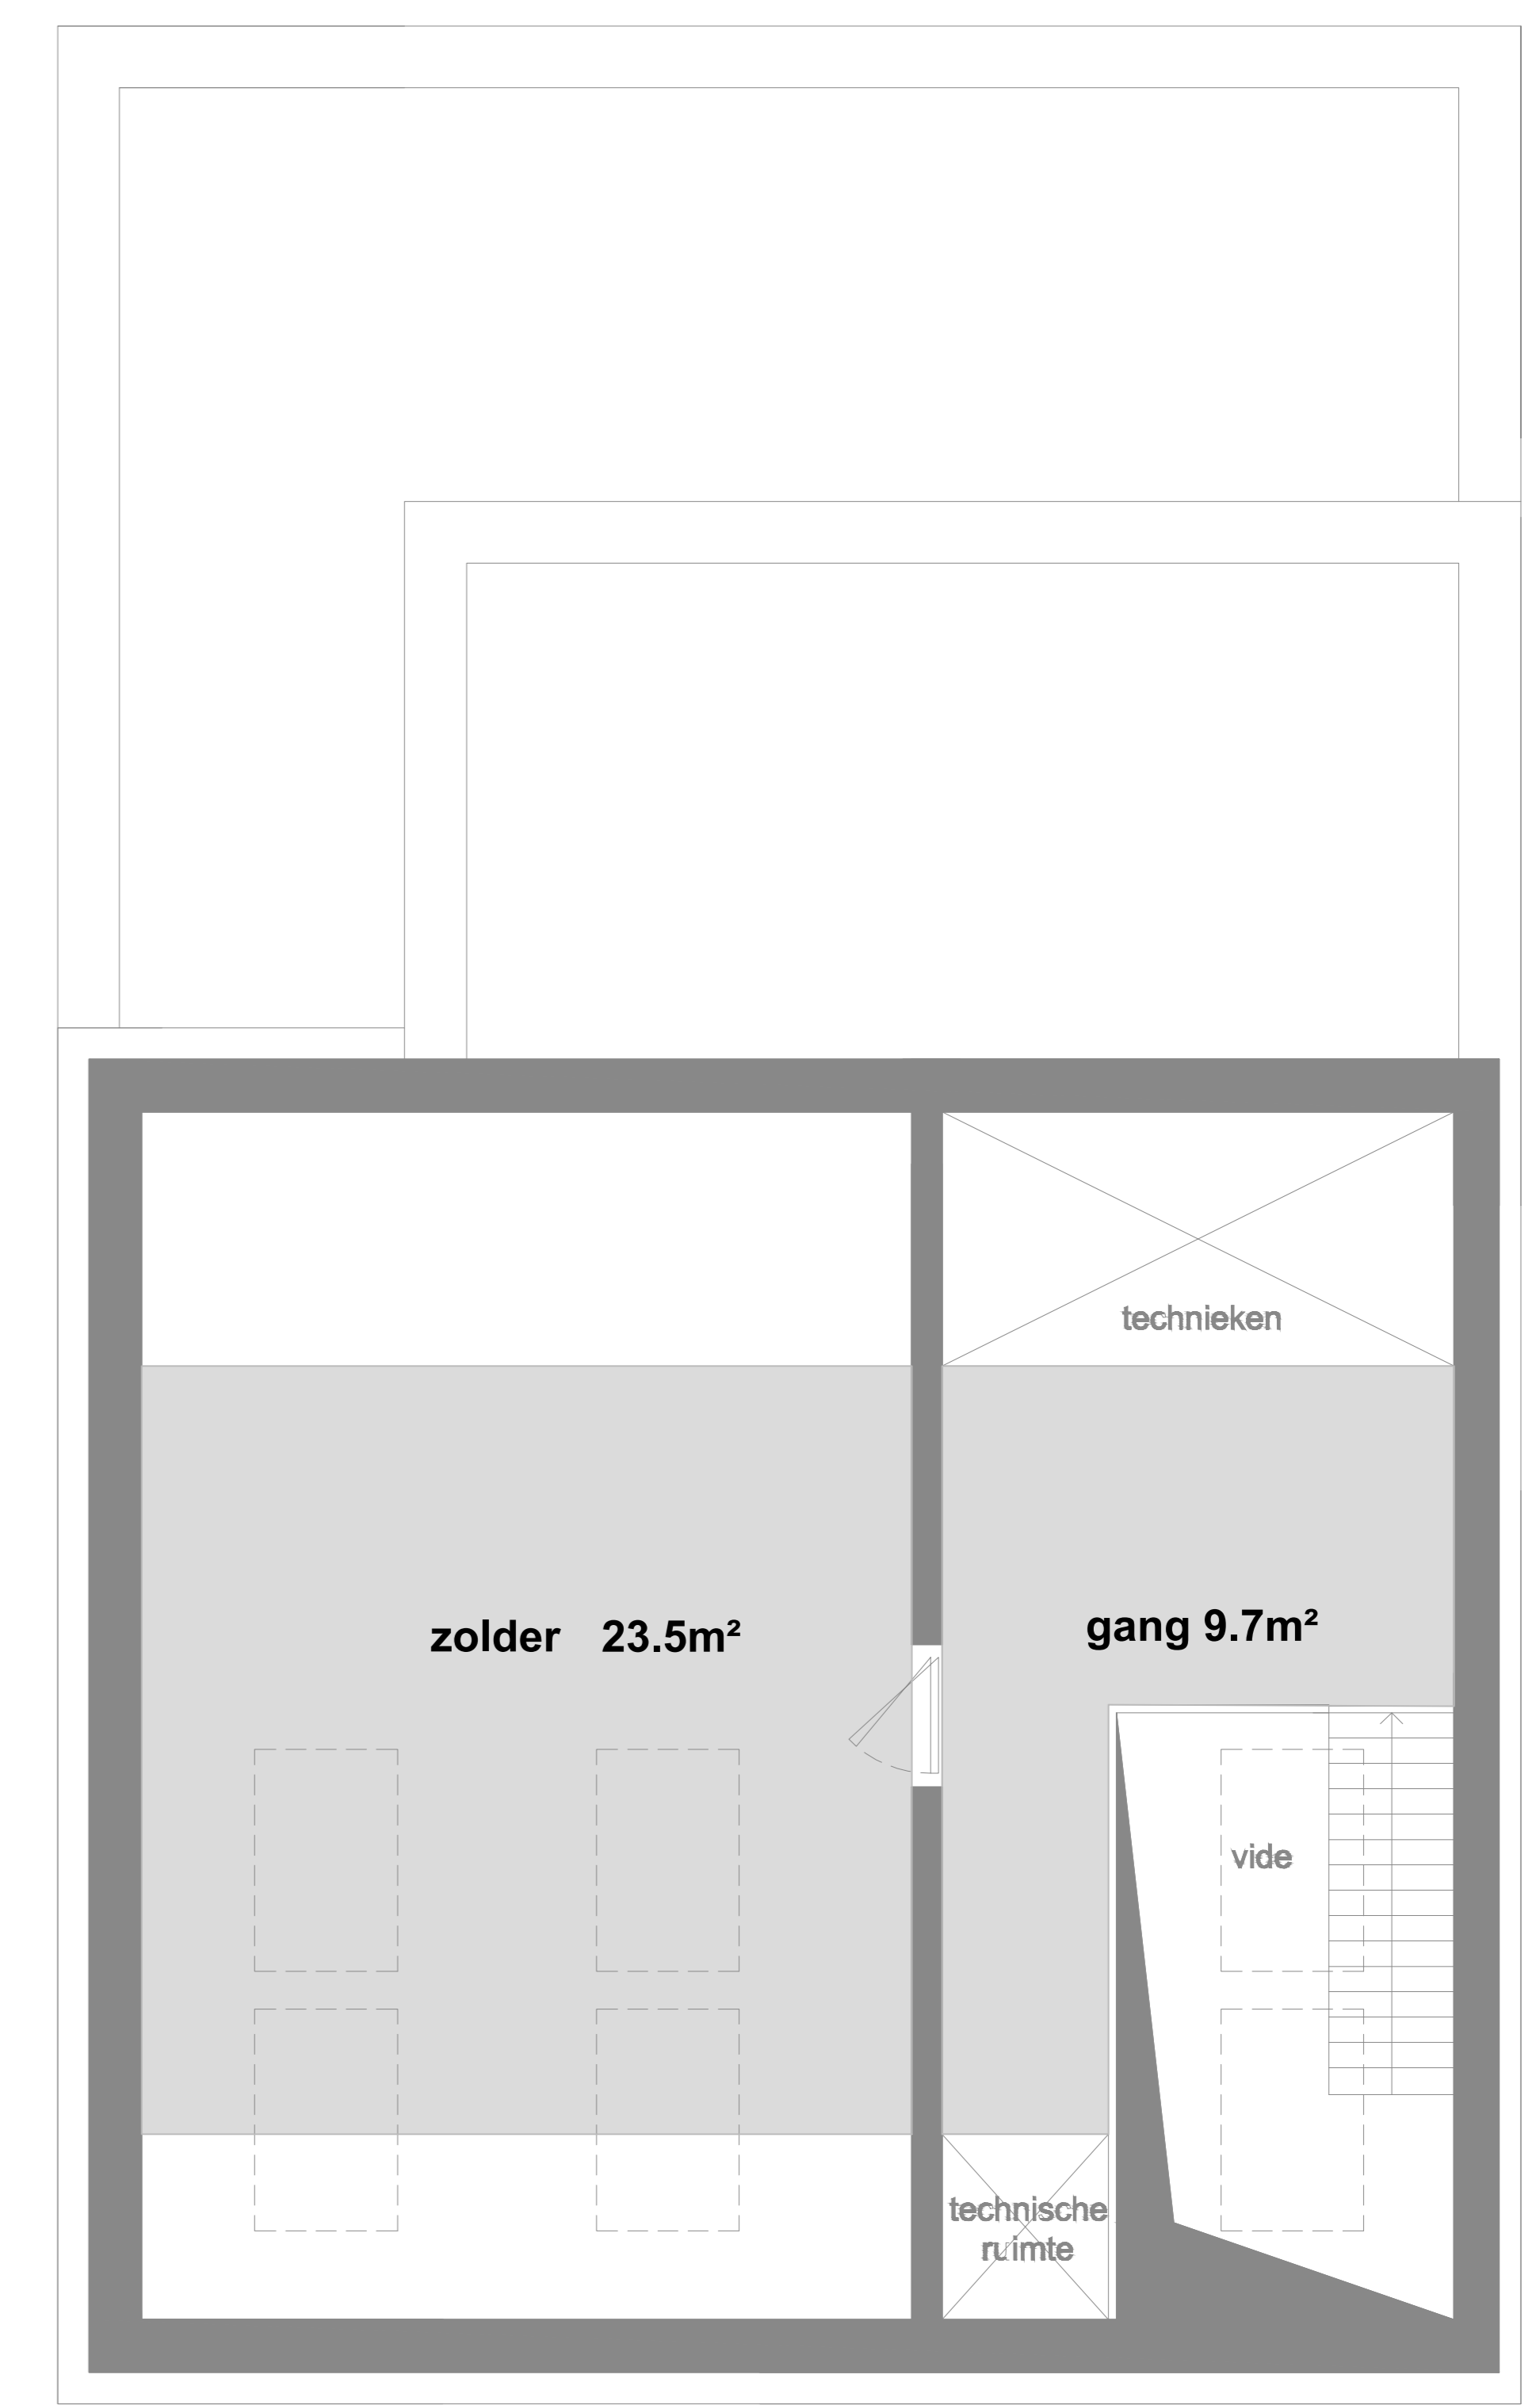 technieken
zolder 23.5m²
gang 9.7m²
vide
technische
ruimte